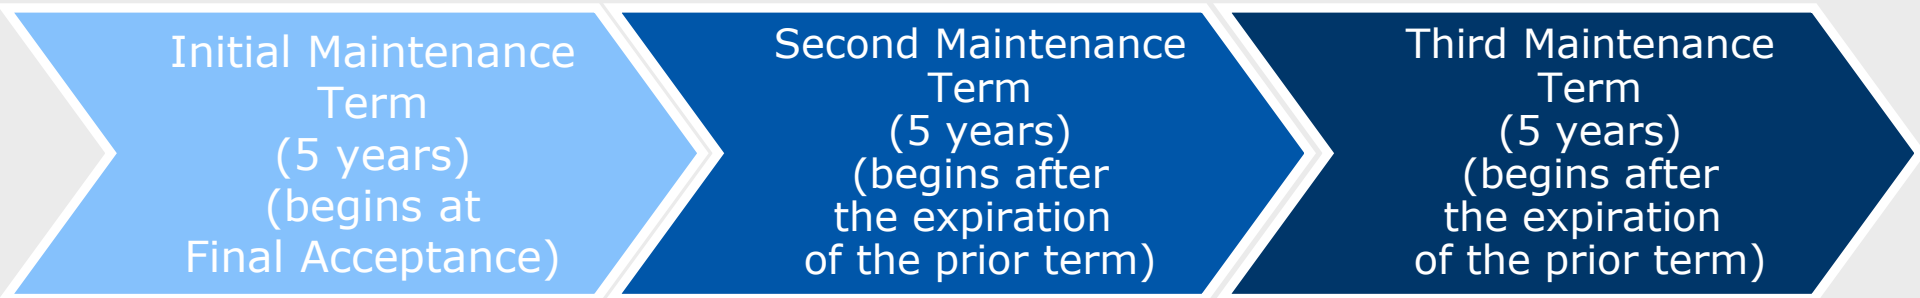 Initial Maintenance
Term
(5 years)
(begins at
Final Acceptance)
Second Maintenance
Term
(5 years)
(begins after
the expiration
of the prior term)
Third Maintenance
Term
(5 years)
(begins after
the expiration
of the prior term)